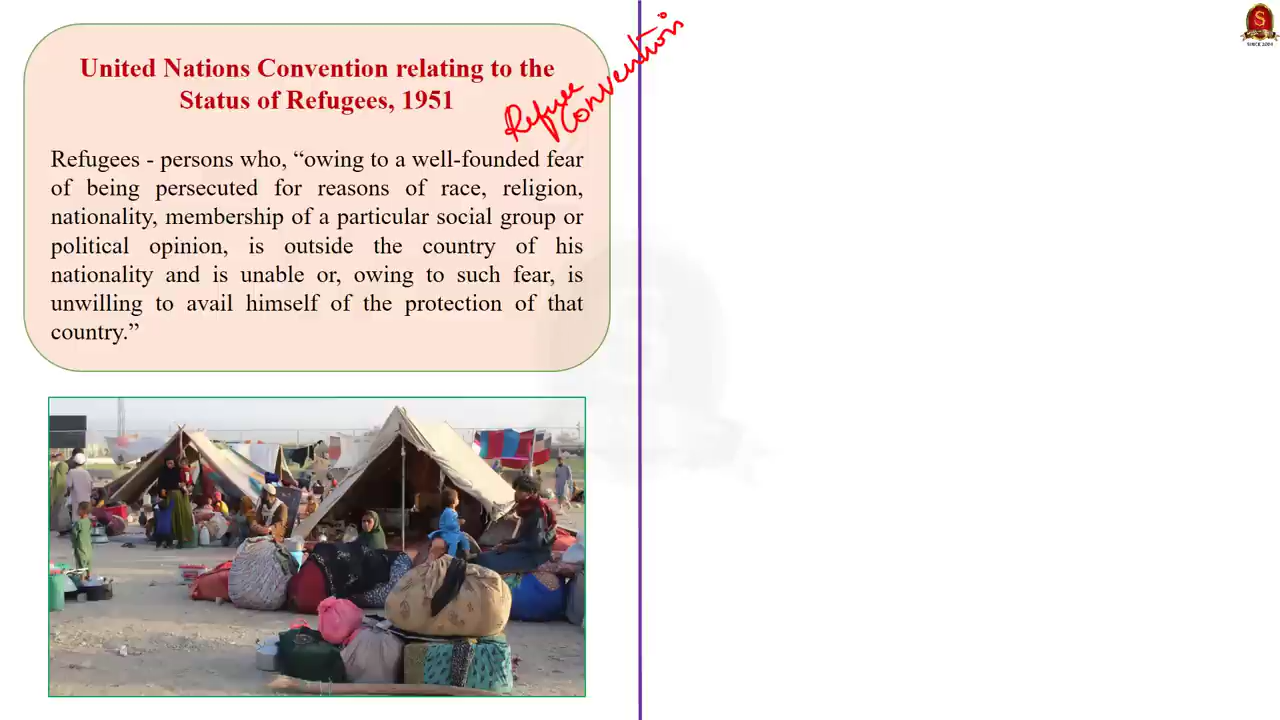 United Nations Convention relating to the
Status of Refugees, 1951
Refugee
Convention
Refugees - persons who, “owing to a well-founded fear
of being persecuted for reasons of race, religion,
nationality, membership of a particular social group or
political opinion, is outside the country of his
nationality and is unable or, owing to such fear, is
unwilling to avail himself of the protection of that
country.”
S
SINCE 2004